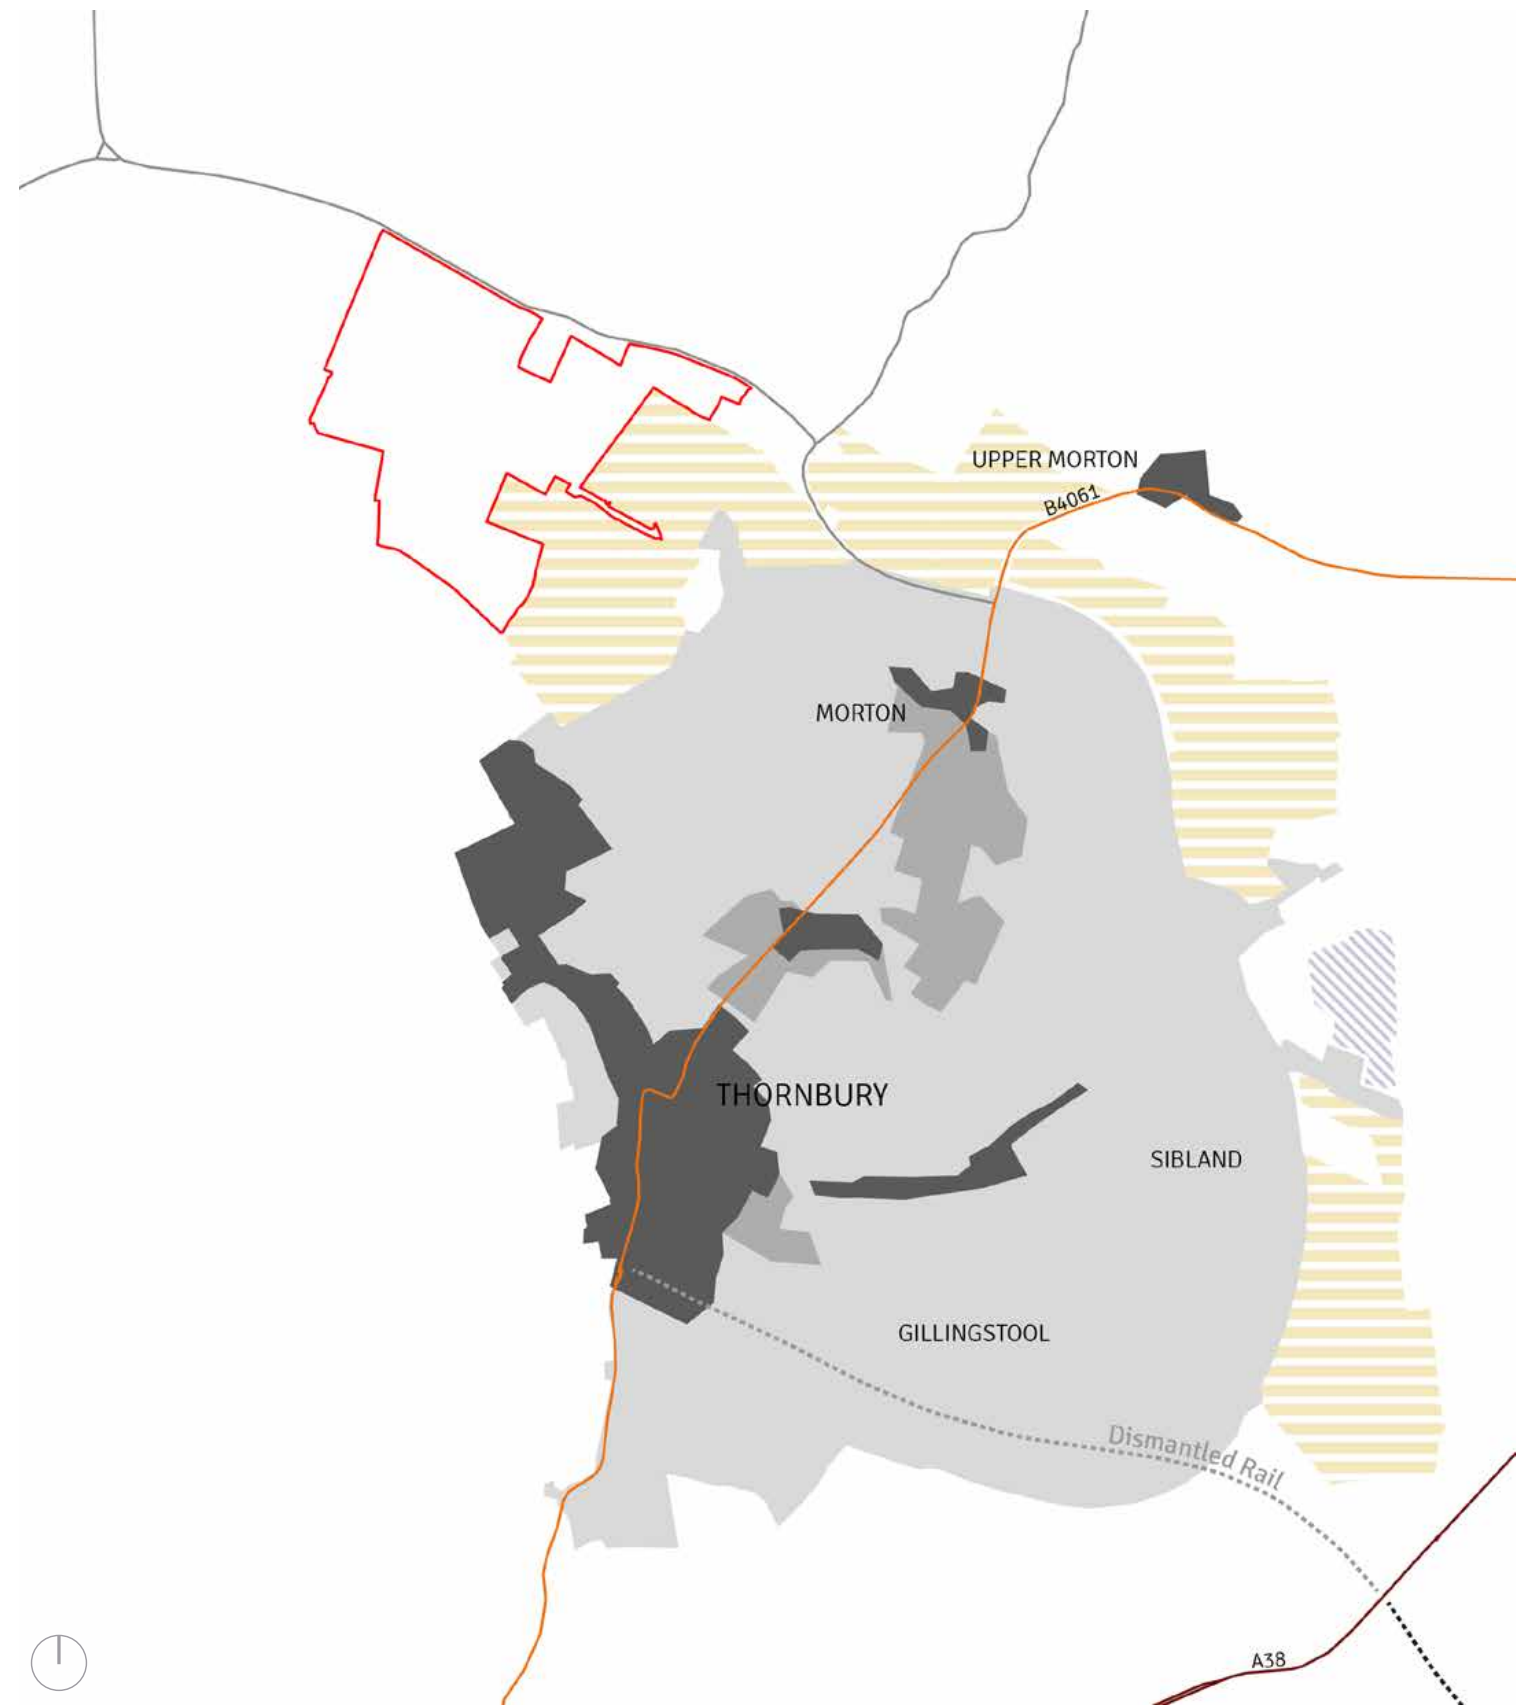 UPPER MORTON
B4061
MORTON
THORNBURY
SIBLAND
GILLINGSTOOL
Dismantled Rail
A38